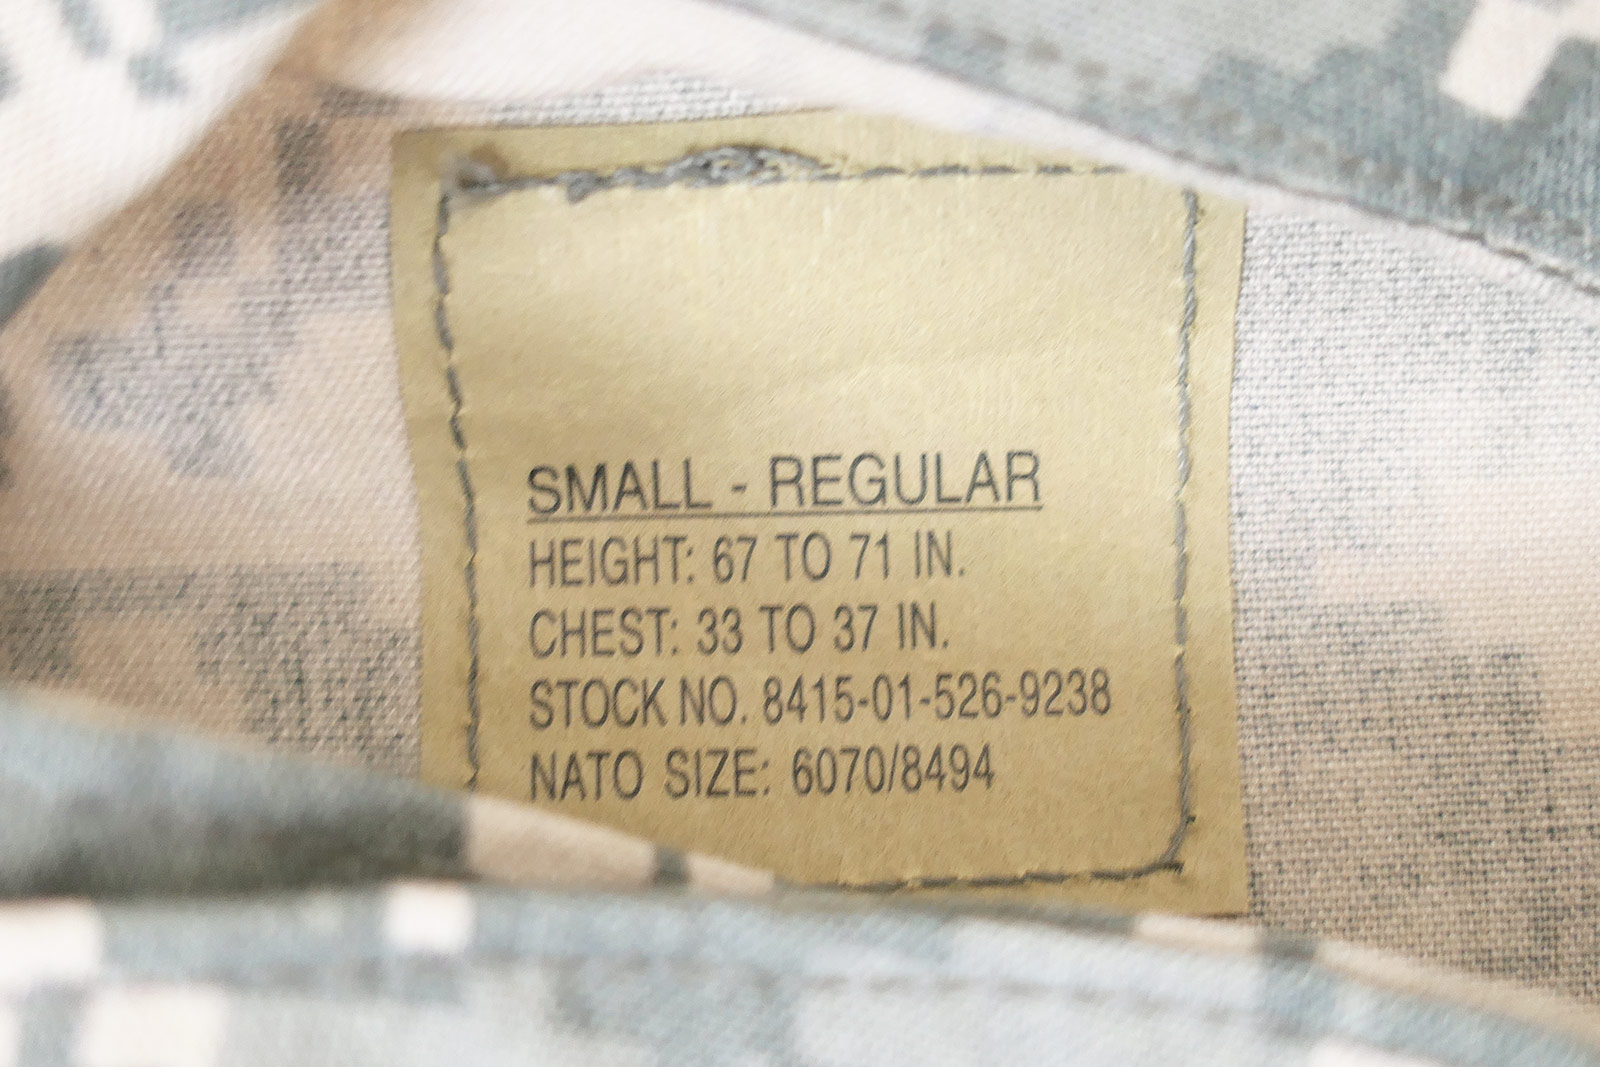 SMALL - REGULAR
HEIGHT: 67 TO 71 IN.
CHEST: 33 TO 37 IN.
STOCK NO. 8415-01-526-9238
NATO SIZE: 6070/8494